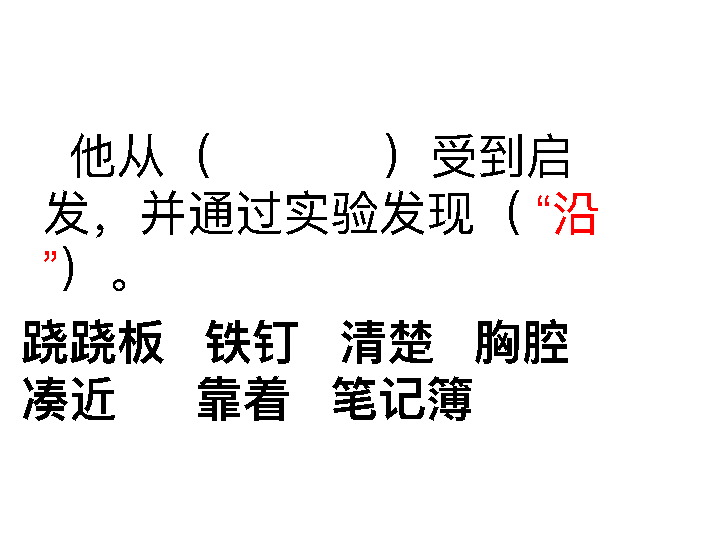 他从（ ）受到启
发，并通过实验发现（“沿
”）。
跷跷板 铁钉 清楚 胸腔
凑近 靠着 笔记簿